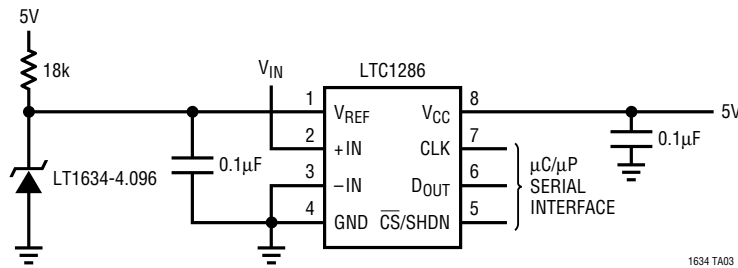 5V
18k
VIN
LTC1286
1
VREF
VCC
8
5V
2
+IN
CLK
7
0.1µF
0.1µF
LT1634-4.096
3
–IN
DOUT
6
µC/µP
SERIAL
INTERFACE
4
GND
CS/SHDN
5
1634 TA03